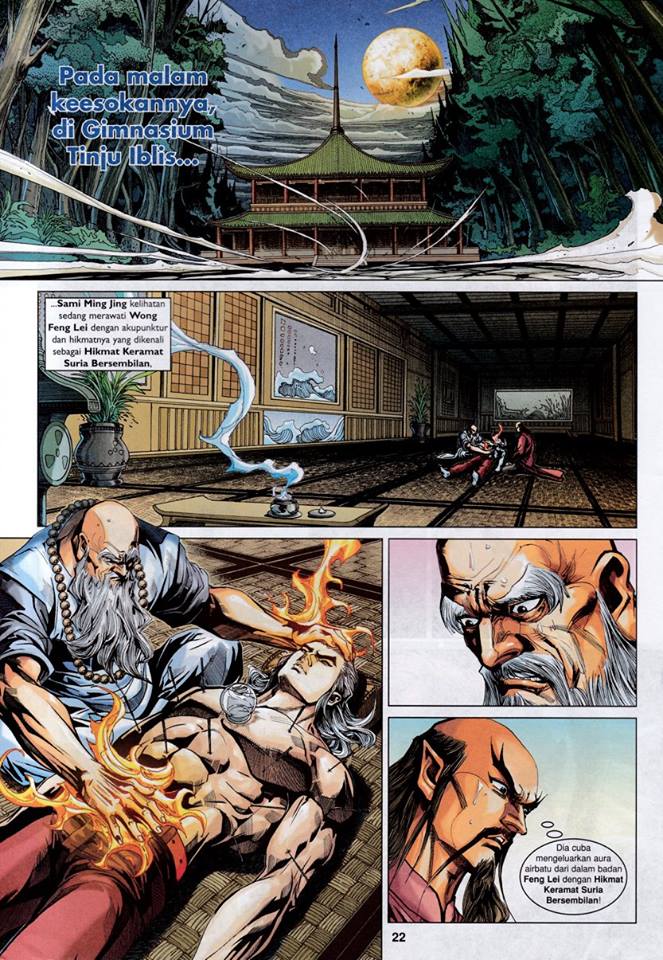 Pada malam
keesokannya,
di Gimnasium
Tinju Iblis...
...Sami Ming Jing kelihatan
sedang merawati Wong
Feng Lei dengan akupunktur
dan hikmatnya yang dikenali
sebagai Hikmat Keramat
Suria Bersembilan.
Dia cuba
mengeluarkan aura
airbatu dari dalam badan
Feng Lei dengan Hikmat
Keramat Suria
Bersembilan!
22